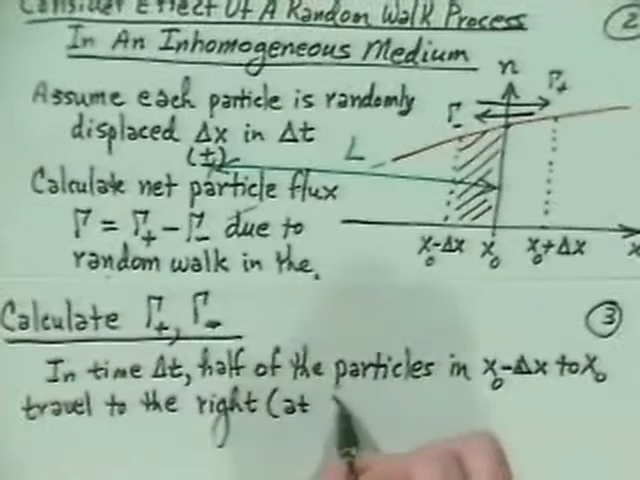 Consider Effect Of A Random Walk Process
In An Inhomogeneous Medium
2
Assume each particle is randomly
displaced Δx in Δt
(±)
Calculate net particle flux
Γ = Γ₊ - Γ₋ due to
random walk in the
n
Γ₋
Γ₊
L
x₀-Δx x₀ x₀+Δx x
Calculate Γ₊, Γ₋
3
In time Δt, half of the particles in x₀-Δx to x₀
travel to the right (at